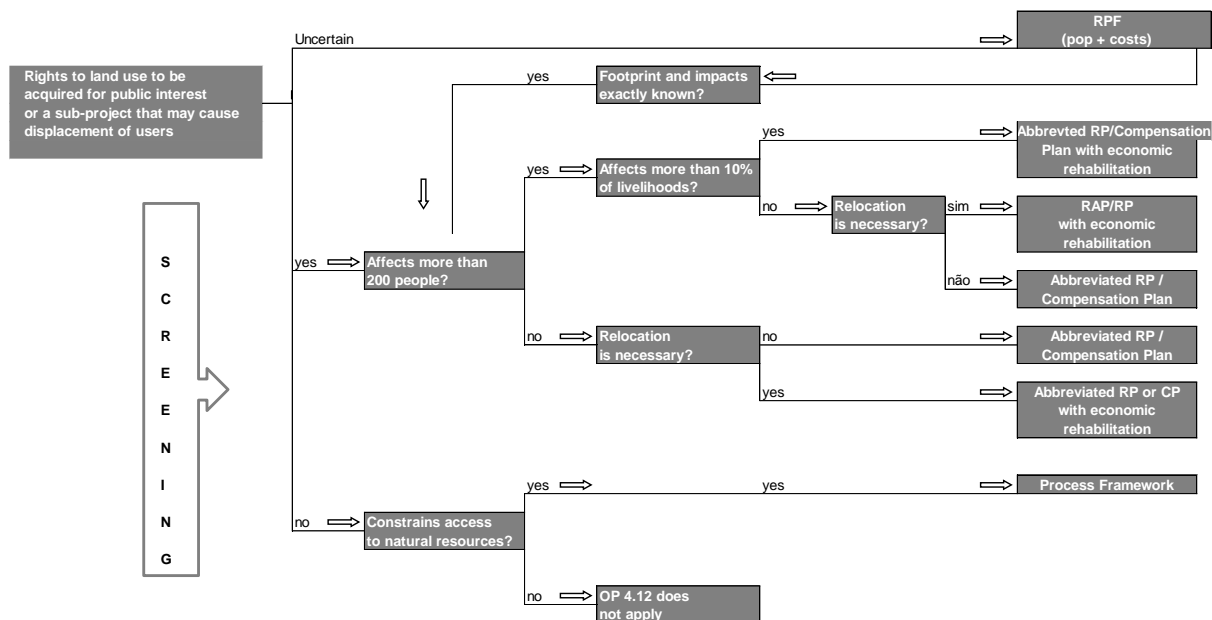 RPF
(pop + costs)
Uncertain
Rights to land use to be
acquired for public interest
or a sub-project that may cause
displacement of users
yes
Footprint and impacts
exactly known?
yes
Abbrevted RP/Compensation
Plan with economic
rehabilitation
yes
Affects more than 10%
of livelihoods?
no
Relocation
is necessary?
sim
RAP/RP
with economic
rehabilitation
não
Abbreviated RP /
Compensation Plan
yes
Affects more than
200 people?
no
Relocation
is necessary?
no
Abbreviated RP /
Compensation Plan
yes
Abbreviated RP or CP
with economic
rehabilitation
S
C
R
E
E
N
I
N
G
yes
yes
Process Framework
no
Constrains access
to natural resources?
no
OP 4.12 does
not apply